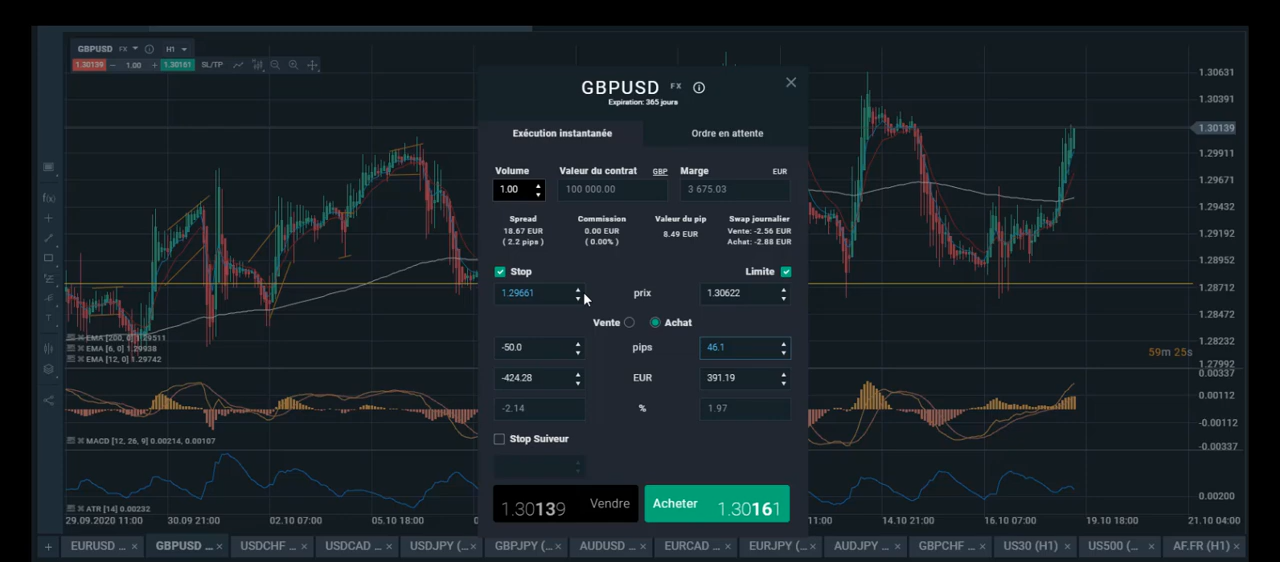 GBPUSD FX H1
1.30139 − 1.00 + 1.30161 SL/TP
f(x)
T
EMA [200, 0] 1.29511
EMA [6, 0] 1.29938
EMA [12, 0] 1.29742
MACD [12, 26, 9] 0.00214, 0.00107
ATR [14] 0.00232
GBPUSD FX
Expiration: 365 jours
Exécution instantanée Ordre en attente
Volume Valeur du contrat GBP Marge EUR
1.00 100 000.00 3 675.03
Spread Commission Valeur du pip Swap journalier
18.67 EUR 0.00 EUR 8.49 EUR Vente: -2.56 EUR
( 2.2 pips ) ( 0.00% ) Achat: -2.88 EUR
Stop Limite
1.29661 prix 1.30622
Vente Achat
-50.0 pips 46.1
-424.28 EUR 391.19
-2.14 % 1.97
Stop Suiveur
1.30139 Vendre Acheter 1.30161
1.30631
1.30391
1.30139
1.29911
1.29671
1.29432
1.29192
1.28952
1.28712
1.28472
1.28232
59m 25s
1.27992
0.00337
0.00112
-0.00112
-0.00337
0.00200
29.09.2020 11:00 30.09 21:00 02.10 07:00 05.10 18:00 0 11:00 14.10 21:00 16.10 07:00 19.10 18:00 21.10 04:00
+ EURUSD ... × GBPUSD ... × USDCHF ... × USDCAD ... × USDJPY (... × GBPJPY (... × AUDUSD ... × EURCAD ... × EURJPY (... × AUDJPY ... × GBPCHF ... × US30 (H1) × US500 (... × AF.FR (H1) ×